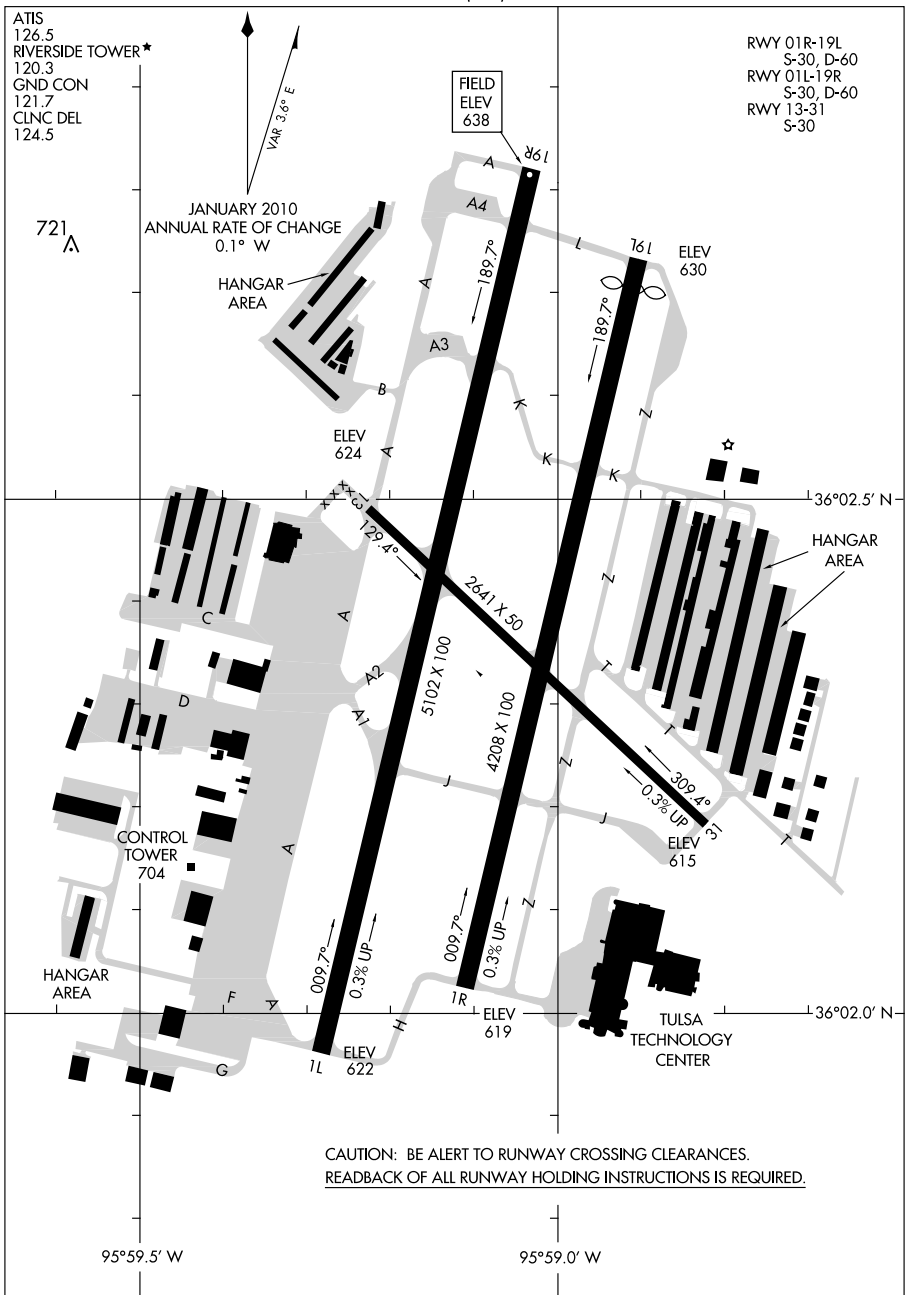 ATIS
126.5
RIVERSIDE TOWER★
120.3
GND CON
121.7
CLNC DEL
124.5
VAR 3.6° E
JANUARY 2010
ANNUAL RATE OF CHANGE
0.1° W
721
FIELD
ELEV
638
RWY 01R-19L
S-30, D-60
RWY 01L-19R
S-30, D-60
RWY 13-31
S-30
19R
A
A4
L
19L
ELEV
630
189.7°
189.7°
HANGAR
AREA
A
A3
B
K
K
K
Z
ELEV
624
A
x x x x
13
36°02.5' N
129.4°
2641 X 50
HANGAR
AREA
Z
C
A
A2
T
5102 X 100
D
A1
4208 X 100
T
J
Z
309.4°
0.3% UP
J
31
T
ELEV
615
CONTROL
TOWER
704
A
009.7°
0.3% UP
009.7°
0.3% UP
Z
HANGAR
AREA
F
A
H
1R
ELEV
619
36°02.0' N
TULSA
TECHNOLOGY
CENTER
G
1L
ELEV
622
CAUTION: BE ALERT TO RUNWAY CROSSING CLEARANCES.
READBACK OF ALL RUNWAY HOLDING INSTRUCTIONS IS REQUIRED.
95°59.5' W
95°59.0' W